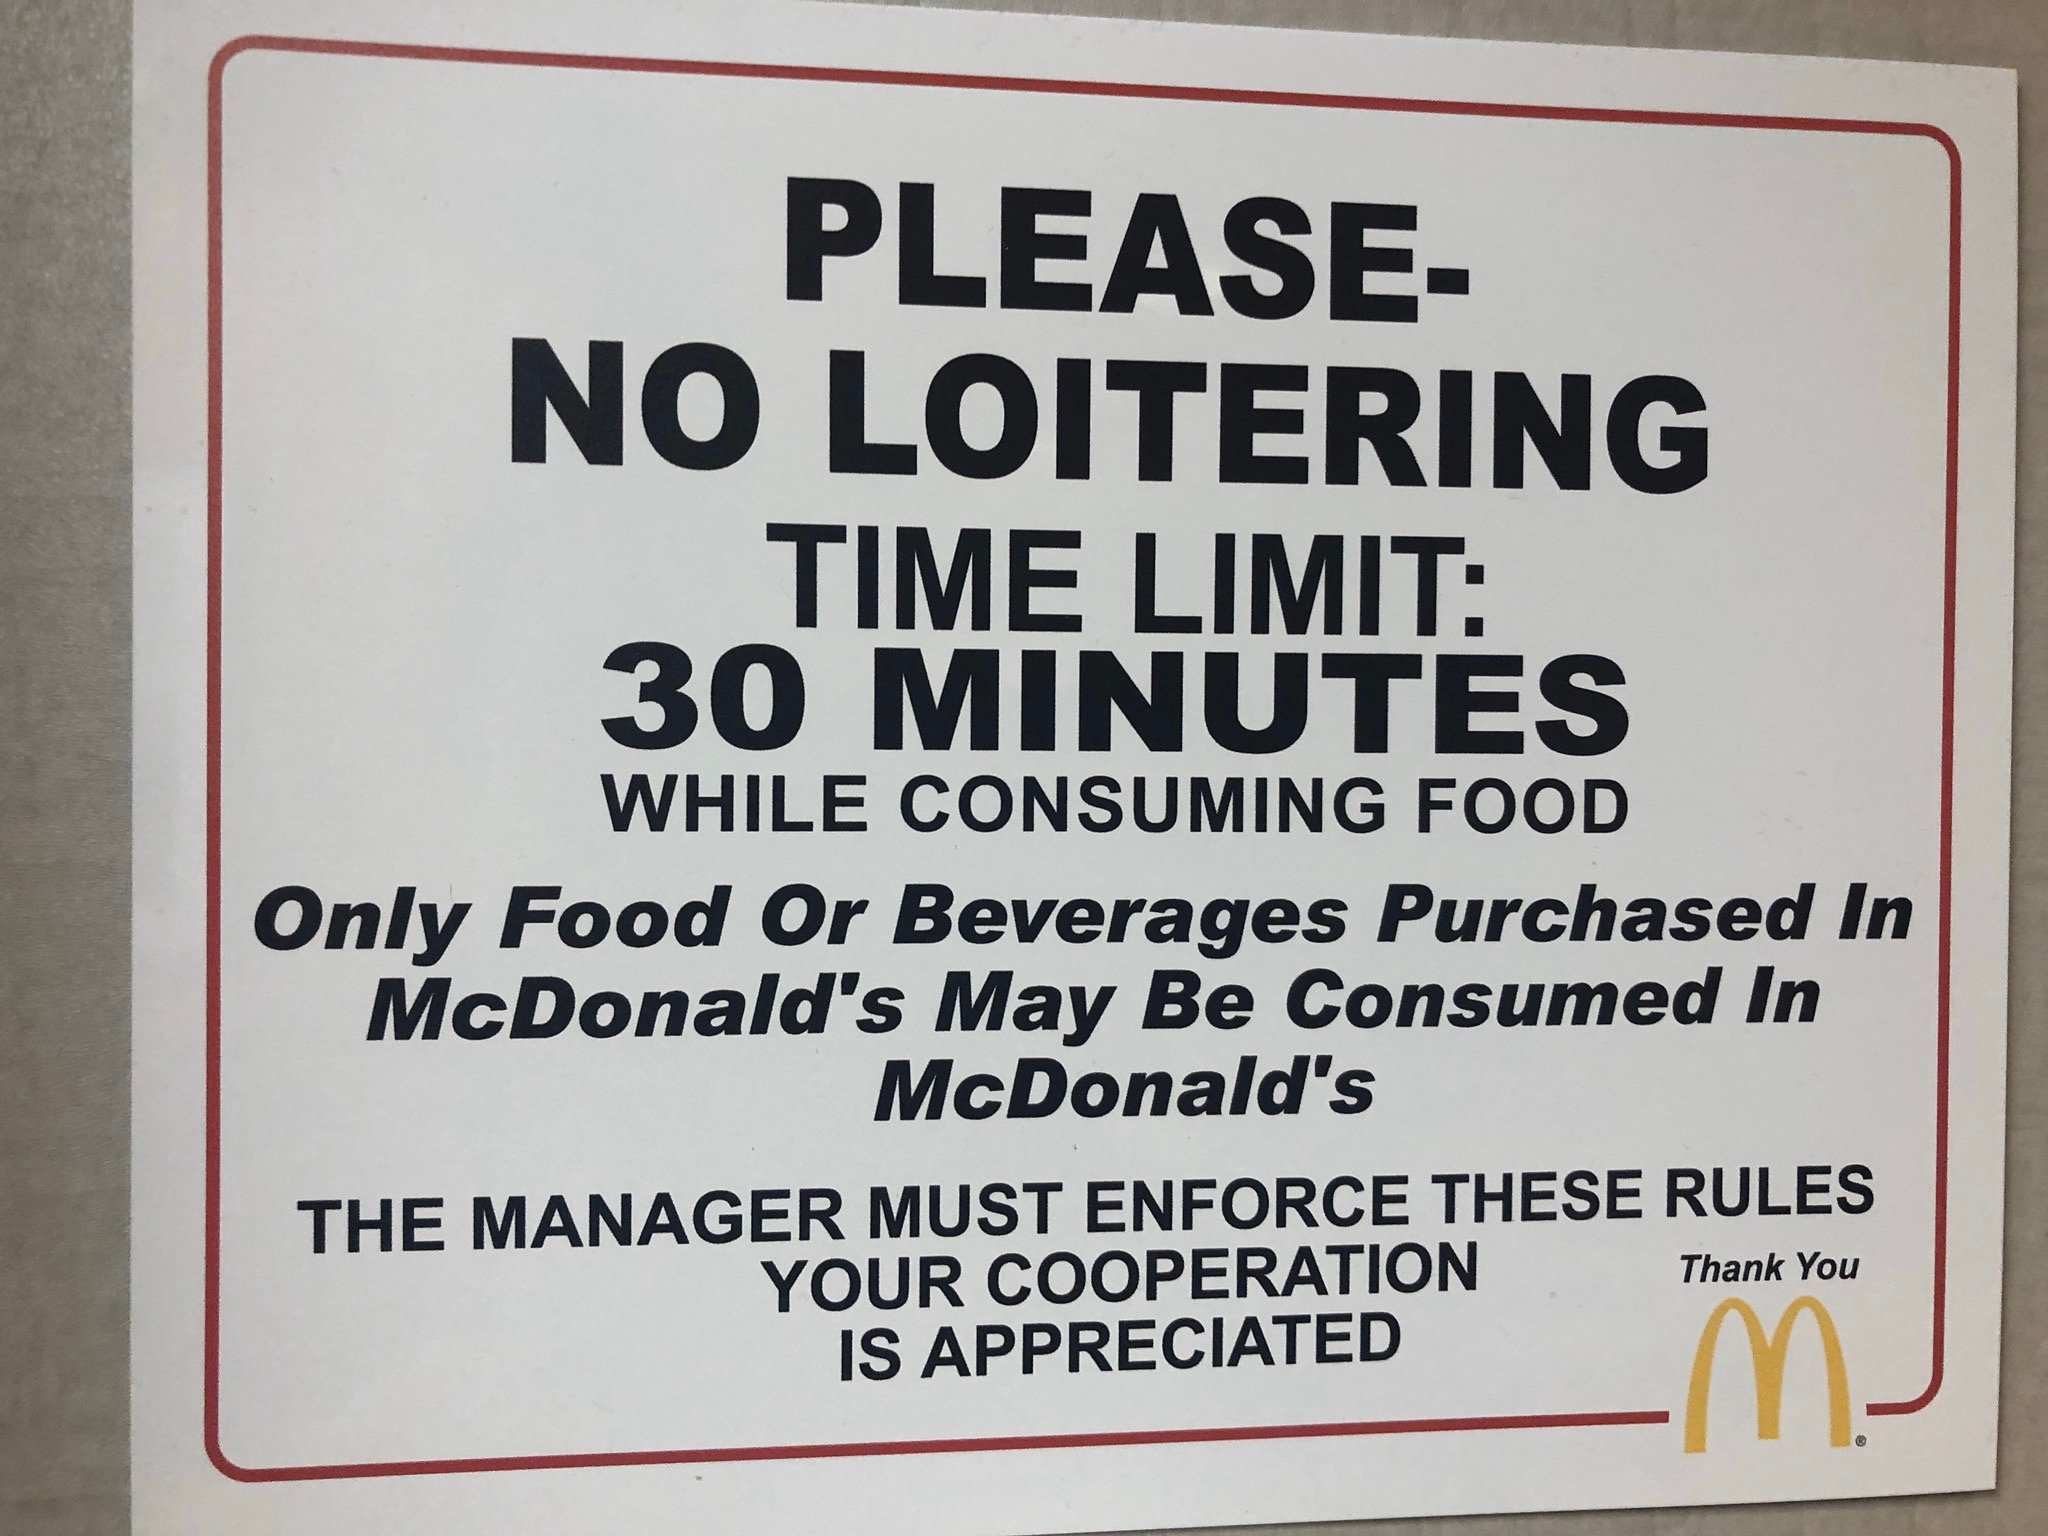 PLEASE-
NO LOITERING
TIME LIMIT:
30 MINUTES
WHILE CONSUMING FOOD
Only Food Or Beverages Purchased In
McDonald's May Be Consumed In
McDonald's
THE MANAGER MUST ENFORCE THESE RULES
YOUR COOPERATION
IS APPRECIATED
Thank You
M®